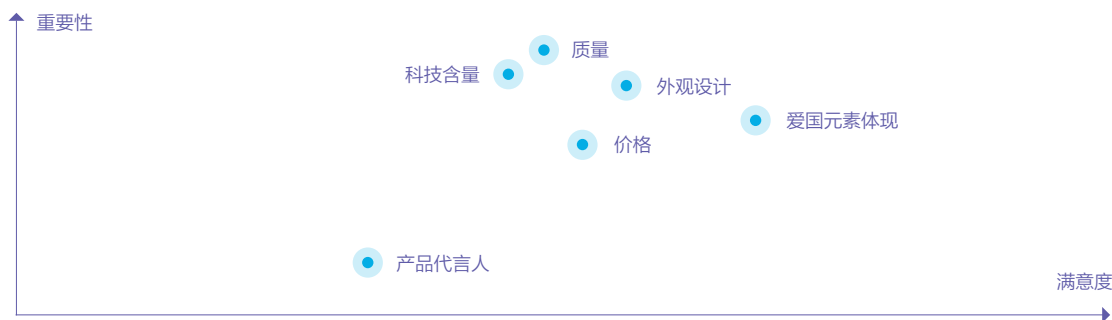 重要性
质量
科技含量
外观设计
爱国元素体现
价格
产品代言人
满意度